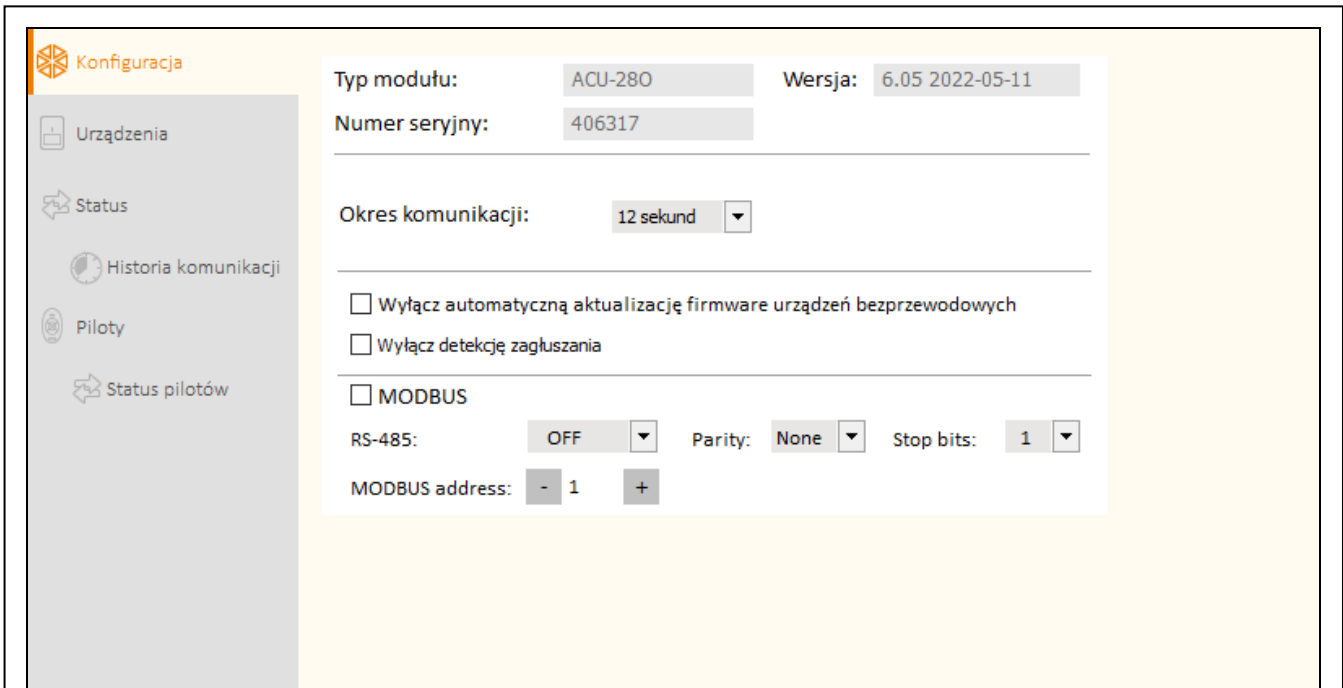 Konfiguracja
Urządzenia
Status
Historia komunikacji
Piloty
Status pilotów
Typ modułu: ACU-28O Wersja: 6.05 2022-05-11
Numer seryjny: 406317
Okres komunikacji: 12 sekund
Wyłącz automatyczną aktualizację firmware urządzeń bezprzewodowych
Wyłącz detekcję zagłuszania
MODBUS
RS-485: OFF Parity: None Stop bits: 1
MODBUS address: - 1 +